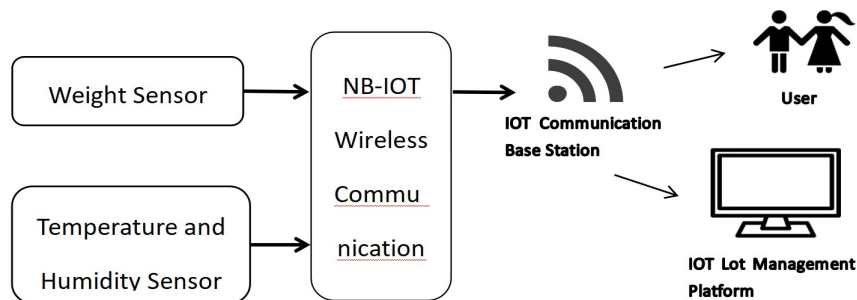 Weight Sensor
Temperature and
Humidity Sensor
NB-IOT
Wireless
Commu
nication
IOT Communication
Base Station
User
IOT Lot Management
Platform